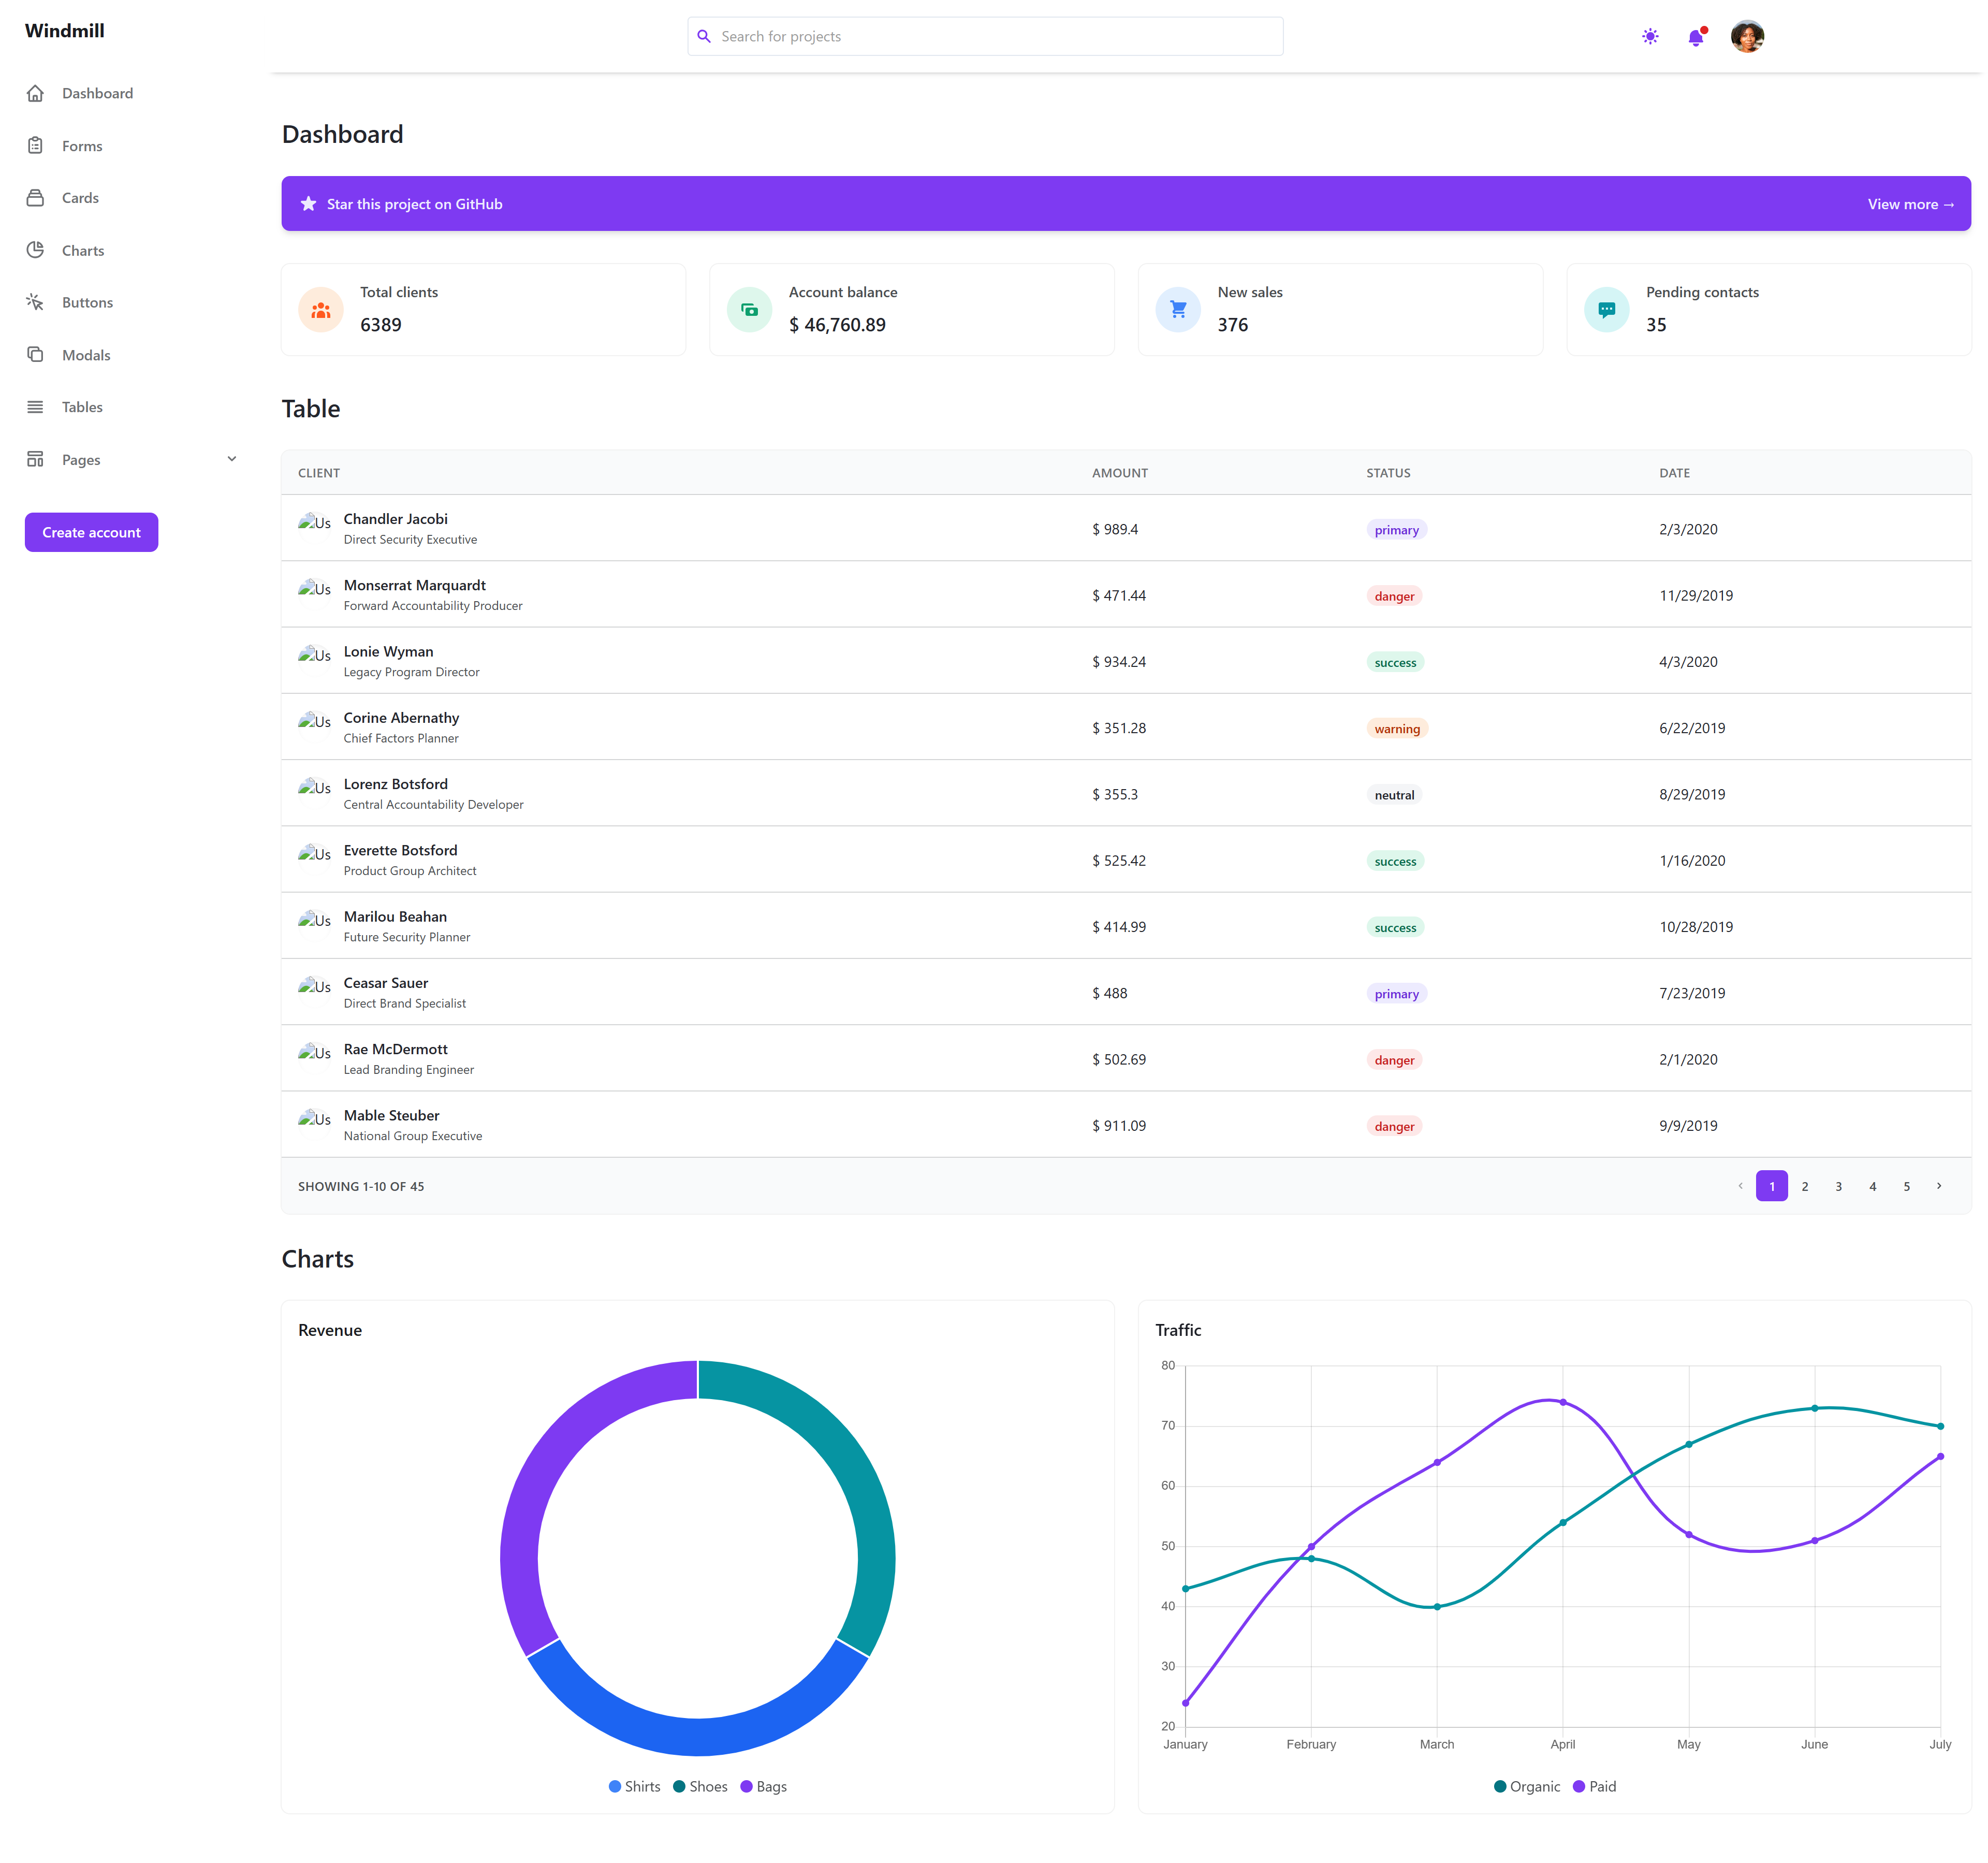 Windmill
Search for projects
Dashboard
Forms
Cards
Charts
Buttons
Modals
Tables
Pages
Create account
Dashboard
Star this project on GitHub
View more →
Total clients
6389
Account balance
$ 46,760.89
New sales
376
Pending contacts
35
Table
CLIENT AMOUNT STATUS DATE
Us
Chandler Jacobi
Direct Security Executive
$ 989.4
primary
2/3/2020
Us
Monserrat Marquardt
Forward Accountability Producer
$ 471.44
danger
11/29/2019
Us
Lonie Wyman
Legacy Program Director
$ 934.24
success
4/3/2020
Us
Corine Abernathy
Chief Factors Planner
$ 351.28
warning
6/22/2019
Us
Lorenz Botsford
Central Accountability Developer
$ 355.3
neutral
8/29/2019
Us
Everette Botsford
Product Group Architect
$ 525.42
success
1/16/2020
Us
Marilou Beahan
Future Security Planner
$ 414.99
success
10/28/2019
Us
Ceasar Sauer
Direct Brand Specialist
$ 488
primary
7/23/2019
Us
Rae McDermott
Lead Branding Engineer
$ 502.69
danger
2/1/2020
Us
Mable Steuber
National Group Executive
$ 911.09
danger
9/9/2019
SHOWING 1-10 OF 45
1 2 3 4 5
Charts
Revenue
Shirts Shoes Bags
Traffic
80
70
60
50
40
30
20
January February March April May June July
Organic Paid